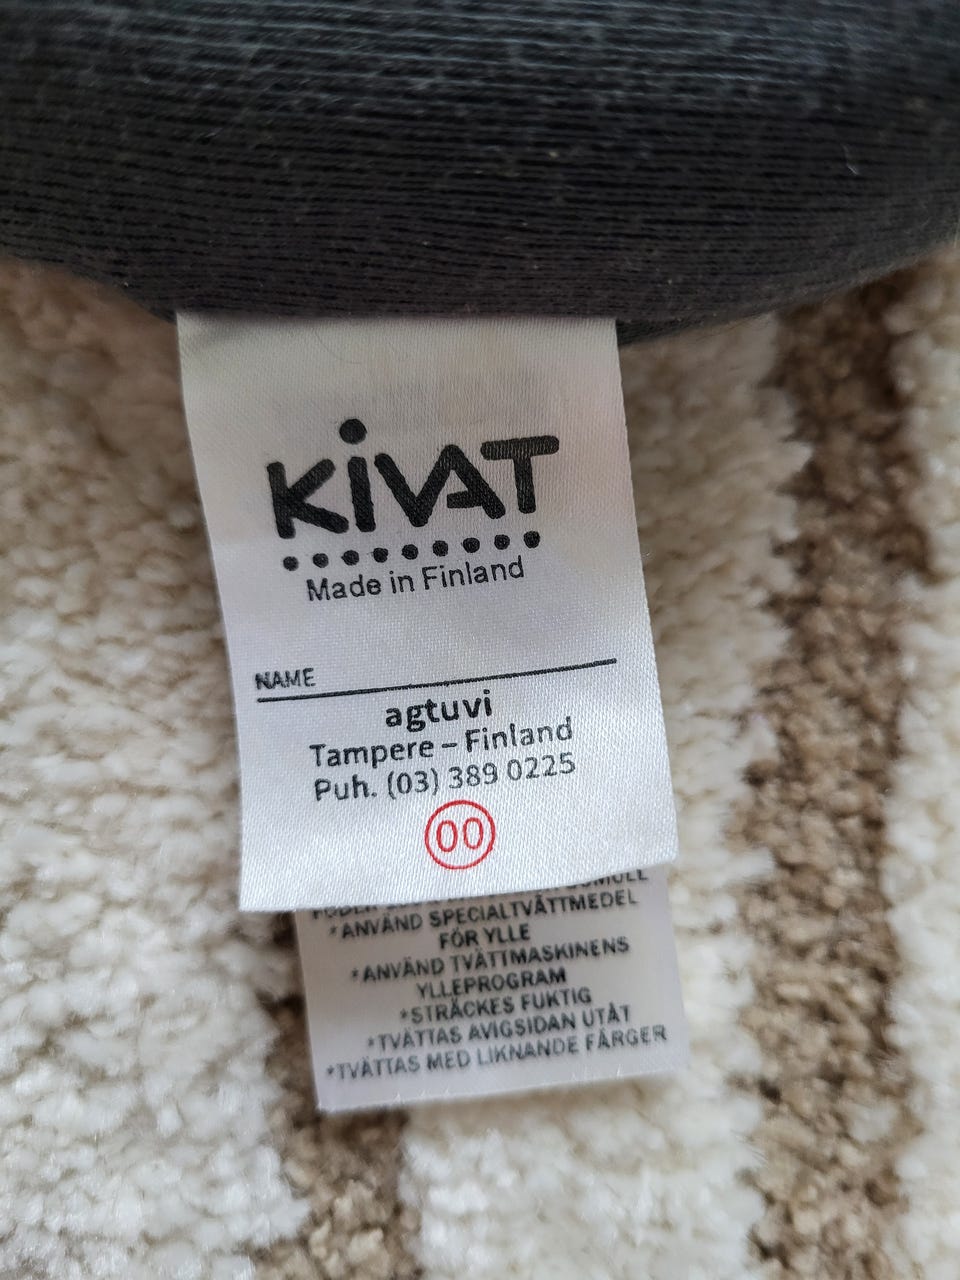 KIVAT
Made in Finland
NAME
agtuvi
Tampere – Finland
Puh. (03) 389 0225
00
*ANVÄND SPECIALTVÄTTMEDEL
FÖR YLLE
*ANVÄND TVÄTTMASKINENS
YLLEPROGRAM
*STRÄCKES FUKTIG
*TVÄTTAS AVIGSIDAN UTÅT
*TVÄTTAS MED LIKNANDE FÄRGER